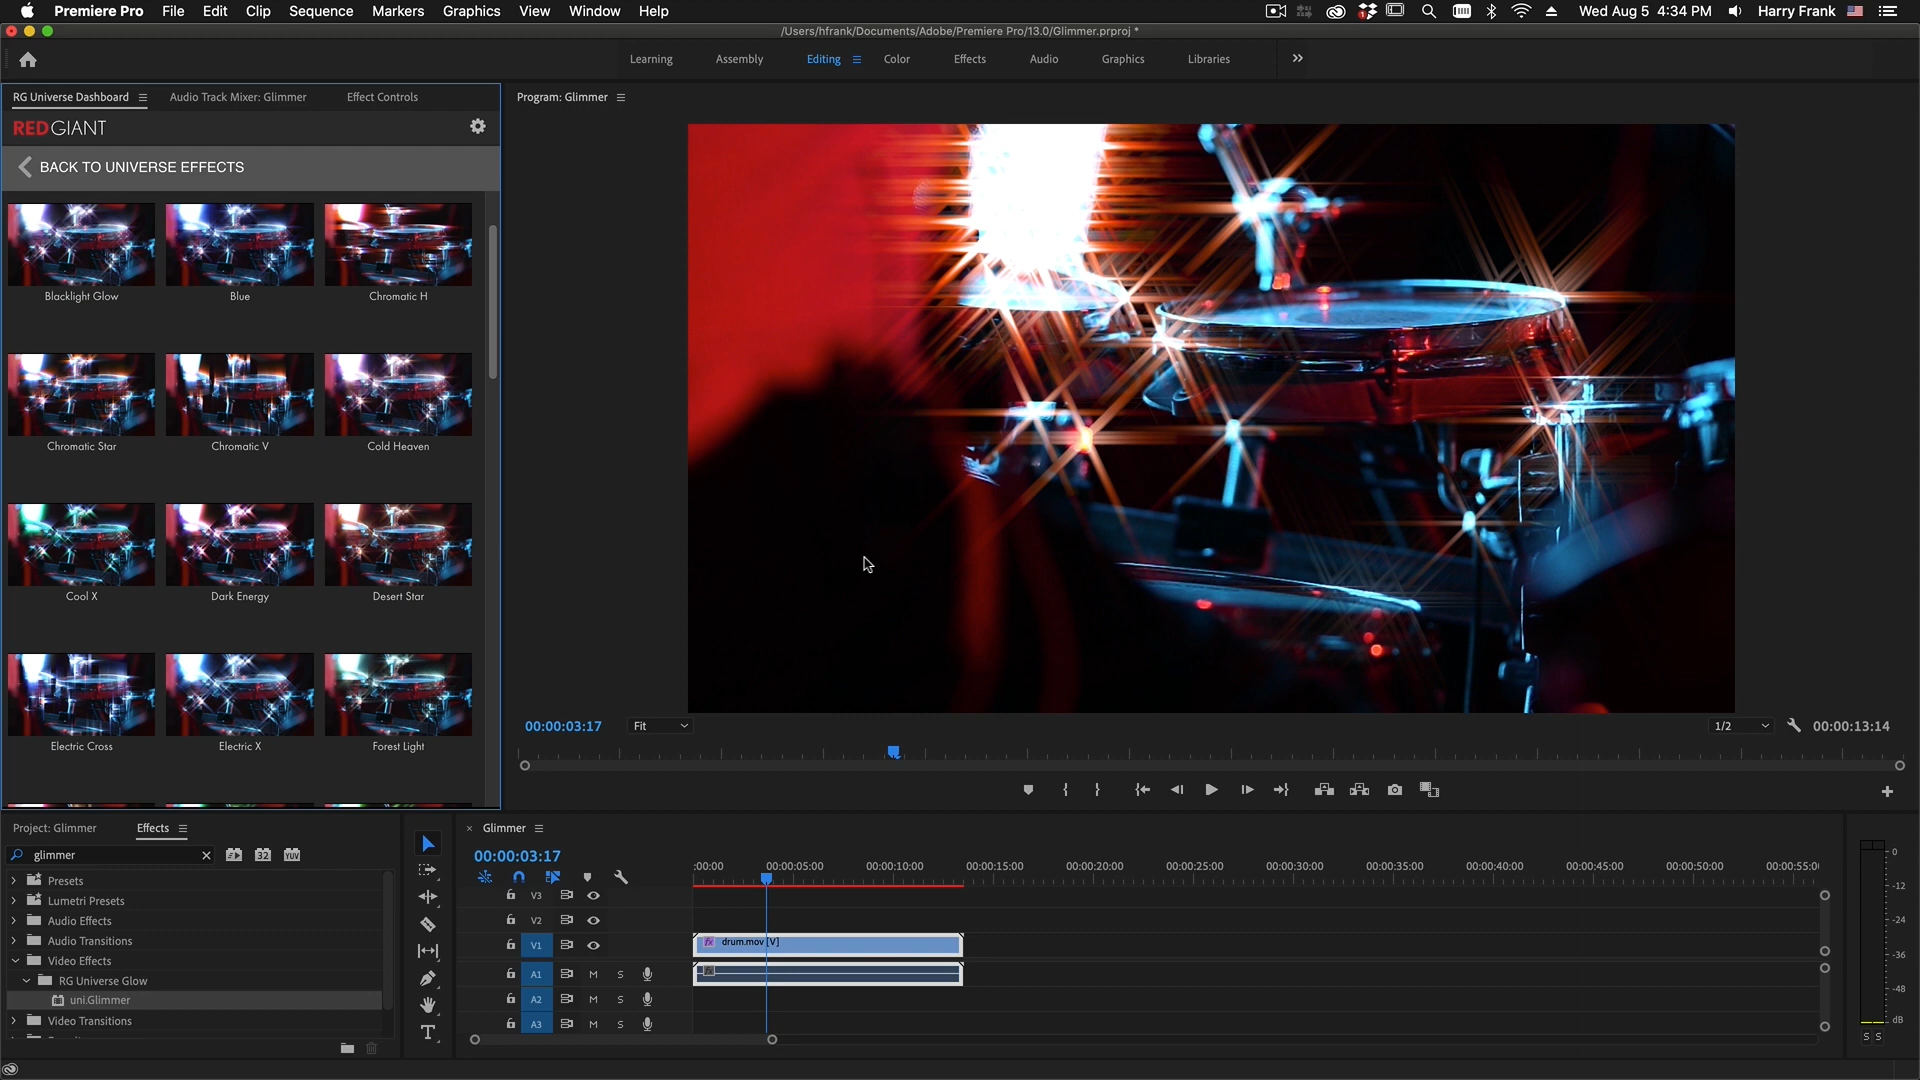 Premiere Pro File Edit Clip Sequence Markers Graphics View Window Help
Wed Aug 5 4:34 PM Harry Frank
/Users/hfrank/Documents/Adobe/Premiere Pro/13.0/Glimmer.prproj *
Learning Assembly Editing Color Effects Audio Graphics Libraries
RG Universe Dashboard Audio Track Mixer: Glimmer Effect Controls
Program: Glimmer
REDGIANT
BACK TO UNIVERSE EFFECTS
Blacklight Glow Blue Chromatic H
Chromatic Star Chromatic V Cold Heaven
Cool X Dark Energy Desert Star
Electric Cross Electric X Forest Light
00:00:03:17 Fit 1/2 00:00:13:14
Project: Glimmer Effects
glimmer
32 YUV
Presets
Lumetri Presets
Audio Effects
Audio Transitions
Video Effects
RG Universe Glow
uni.Glimmer
Video Transitions
× Glimmer
00:00:03:17
:00:00 00:00:05:00 00:00:10:00 00:00:15:00 00:00:20:00 00:00:25:00 00:00:30:00 00:00:35:00 00:00:40:00 00:00:45:00 00:00:50:00 00:00:55:0
V3
V2
V1 fx drum.mov [V]
A1 M S fx
A2 M S
A3 M S
0
-12
-24
-36
-48
dB
S S